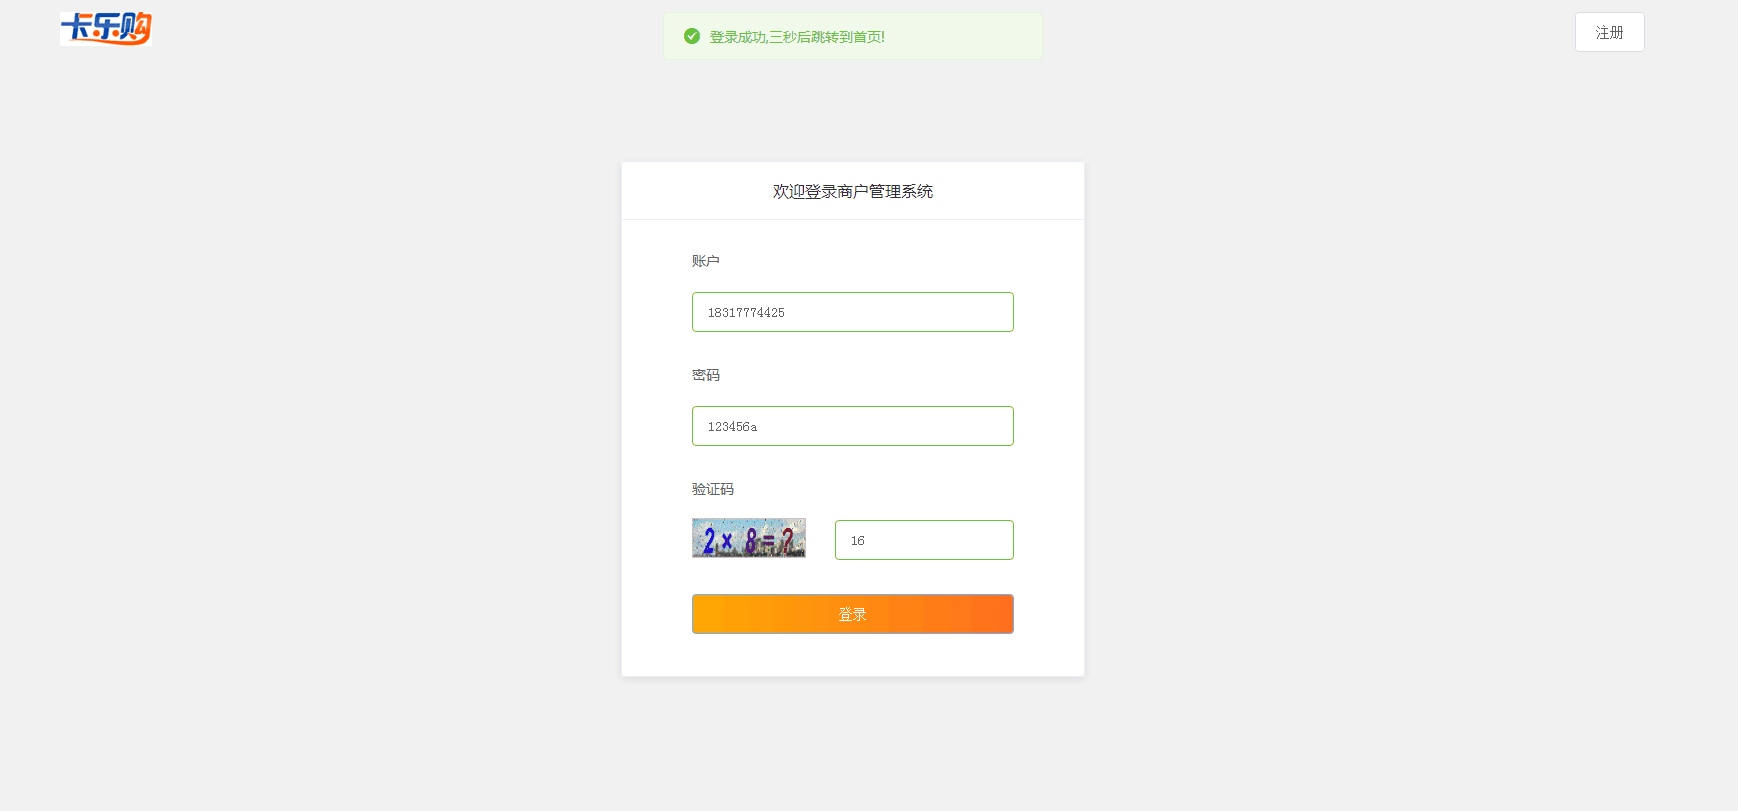 卡乐购
登录成功,三秒后跳转到首页!
注册
欢迎登录商户管理系统
账户
18317774425
密码
123456a
验证码
2 × 8 = ?
16
登录